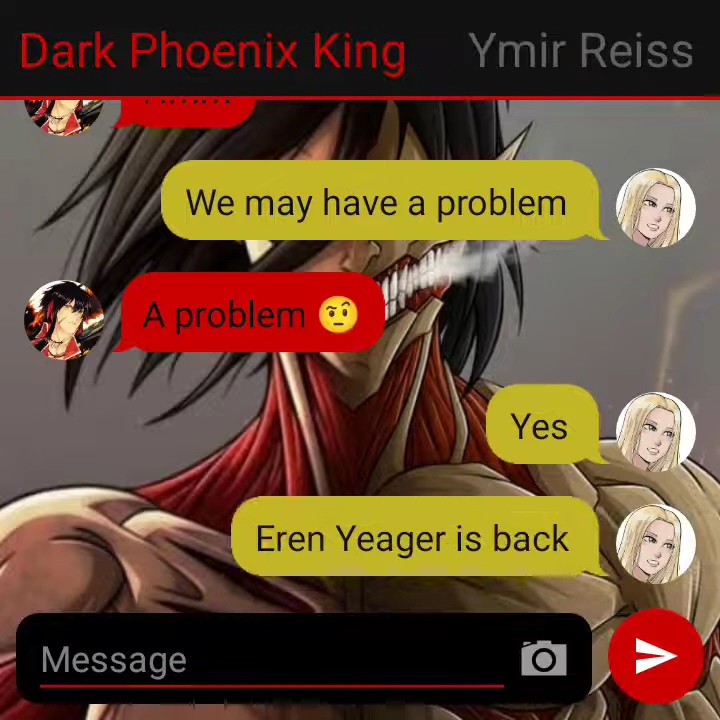 Dark Phoenix King Ymir Reiss
We may have a problem
A problem 🤨
Yes
Eren Yeager is back
Message